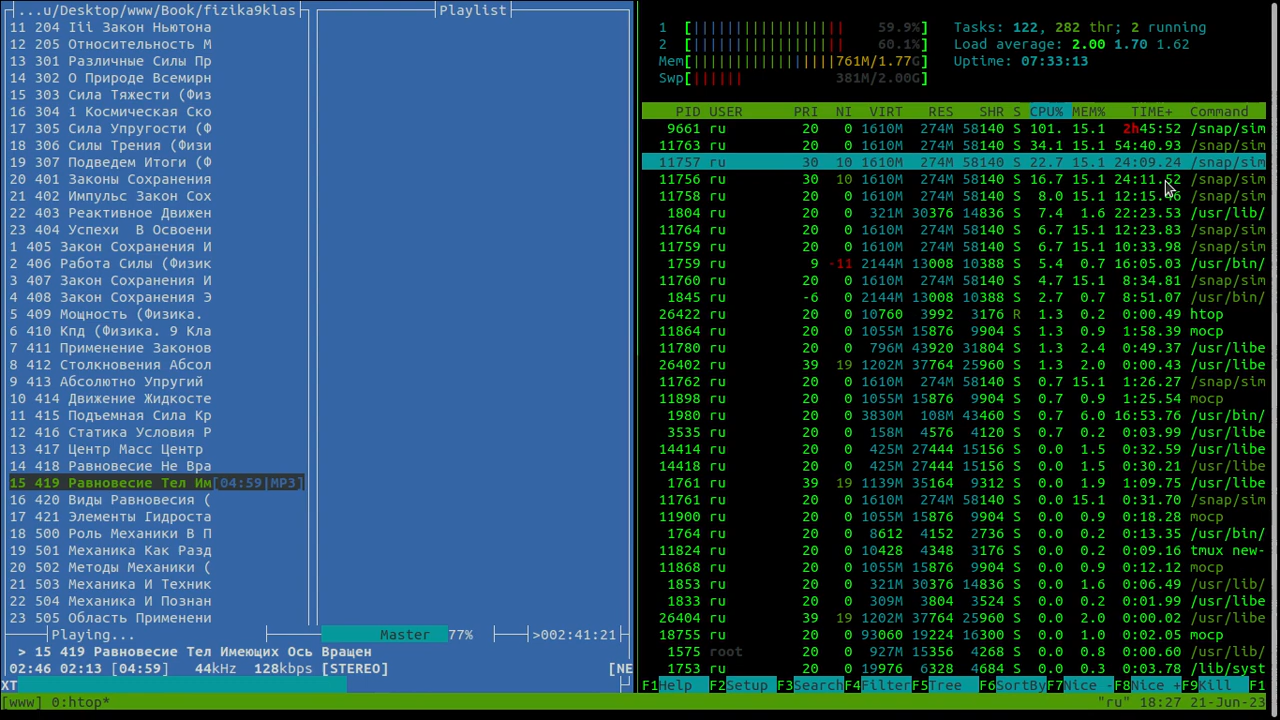 ...u/Desktop/www/Book/fizika9klas
11 204 Iii Закон Ньютона
12 205 Относительность М
13 301 Различные Силы Пр
14 302 О Природе Всемирн
15 303 Сила Тяжести (Физ
16 304 1 Космическая Ско
17 305 Сила Упругости (Ф
18 306 Силы Трения (Физи
19 307 Подведем Итоги (Ф
20 401 Законы Сохранения
21 402 Импульс Закон Сох
22 403 Реактивное Движен
23 404 Успехи  В Освоени
1 405 Закон Сохранения И
2 406 Работа Силы (Физик
3 407 Закон Сохранения И
4 408 Закон Сохранения Э
5 409 Мощность (Физика.
6 410 Кпд (Физика. 9 Кла
7 411 Применение Законов
8 412 Столкновения Абсол
9 413 Абсолютно Упругий
10 414 Движение Жидкосте
11 415 Подъемная Сила Кр
12 416 Статика Условия Р
13 417 Центр Масс Центр
14 418 Равновесие Не Вра
15 419 Равновесие Тел Им[04:59|MP3]
16 420 Виды Равновесия (
17 421 Элементы Гидроста
18 500 Роль Механики В П
19 501 Механика Как Разд
20 502 Методы Механики (
21 503 Механика И Техник
22 504 Механика И Познан
23 505 Область Применени
Playlist
Playing...
Master 77%
>002:41:21
> 15 419 Равновесие Тел Имеющих Ось Вращен
02:46 02:13 [04:59] 44kHz 128kbps [STEREO] [NE
XT
1 [ 59.9%] Tasks: 122, 282 thr; 2 running
2 [ 60.1%] Load average: 2.00 1.70 1.62
Mem[ 761M/1.77G] Uptime: 07:33:13
Swp[ 381M/2.00G]
PID USER PRI NI VIRT RES SHR S CPU% MEM% TIME+ Command
9661 ru 20 0 1610M 274M 58140 S 101. 15.1 2h45:52 /snap/sim
11763 ru 20 0 1610M 274M 58140 S 34.1 15.1 54:40.93 /snap/sim
11757 ru 30 10 1610M 274M 58140 S 22.7 15.1 24:09.24 /snap/sim
11756 ru 30 10 1610M 274M 58140 S 16.7 15.1 24:11.52 /snap/sim
11758 ru 20 0 1610M 274M 58140 S 8.0 15.1 /snap/sim
1804 ru 20 0 321M 30376 14836 S 7.4 1.6 22:23.53 /usr/lib/
11764 ru 20 0 1610M 274M 58140 S 6.7 15.1 12:23.83 /snap/sim
11759 ru 20 0 1610M 274M 58140 S 6.7 15.1 10:33.98 /snap/sim
1759 ru 9 -11 2144M 13008 10388 S 5.4 0.7 16:05.03 /usr/bin/
11760 ru 20 0 1610M 274M 58140 S 4.7 15.1 8:34.81 /snap/sim
1845 ru -6 0 2144M 13008 10388 S 2.7 0.7 8:51.07 /usr/bin/
26422 ru 20 0 10760 3992 3176 R 1.3 0.2 0:00.49 htop
11864 ru 20 0 1055M 15876 9904 S 1.3 0.9 1:58.39 mocp
11780 ru 20 0 796M 43920 31804 S 1.3 2.4 0:49.37 /usr/libe
26402 ru 39 19 1202M 37764 25960 S 1.3 2.0 0:00.43 /usr/libe
11762 ru 20 0 1610M 274M 58140 S 0.7 15.1 1:26.27 /snap/sim
11898 ru 20 0 1055M 15876 9904 S 0.7 0.9 1:25.54 mocp
1980 ru 20 0 3830M 108M 43460 S 0.7 6.0 16:53.76 /usr/bin/
3535 ru 20 0 158M 4576 4120 S 0.7 0.2 0:03.99 /usr/libe
14414 ru 20 0 425M 27444 15156 S 0.0 1.5 0:32.59 /usr/libe
14418 ru 20 0 425M 27444 15156 S 0.0 1.5 0:30.21 /usr/libe
1761 ru 39 19 1139M 35164 9312 S 0.0 1.9 1:09.75 /usr/libe
11761 ru 20 0 1610M 274M 58140 S 0.0 15.1 0:31.70 /snap/sim
11900 ru 20 0 1055M 15876 9904 S 0.0 0.9 0:18.28 mocp
1764 ru 20 0 8612 4152 2736 S 0.0 0.2 0:13.35 /usr/bin/
11824 ru 20 0 10428 4348 3176 S 0.0 0.2 0:09.16 tmux new-
11868 ru 20 0 1055M 15876 9904 S 0.0 0.9 0:12.12 mocp
1853 ru 20 0 321M 30376 14836 S 0.0 1.6 0:06.49 /usr/lib/
1833 ru 20 0 309M 3804 3524 S 0.0 0.2 0:01.99 /usr/libe
26404 ru 39 19 1202M 37764 25960 S 0.0 2.0 0:00.02 /usr/libe
18755 ru 20 0 93060 19224 16300 S 0.0 1.0 0:02.05 mocp
1575 root 20 0 927M 15356 4268 S 0.0 0.8 0:00.60 /usr/lib/
1753 ru 20 0 19976 6328 4684 S 0.0 0.3 0:03.78 /lib/syst
F1Help F2Setup F3SearchF4FilterF5Tree F6SortByF7Nice -F8Nice +F9Kill F1
[www] 0:htop* "ru" 18:27 21-Jun-23